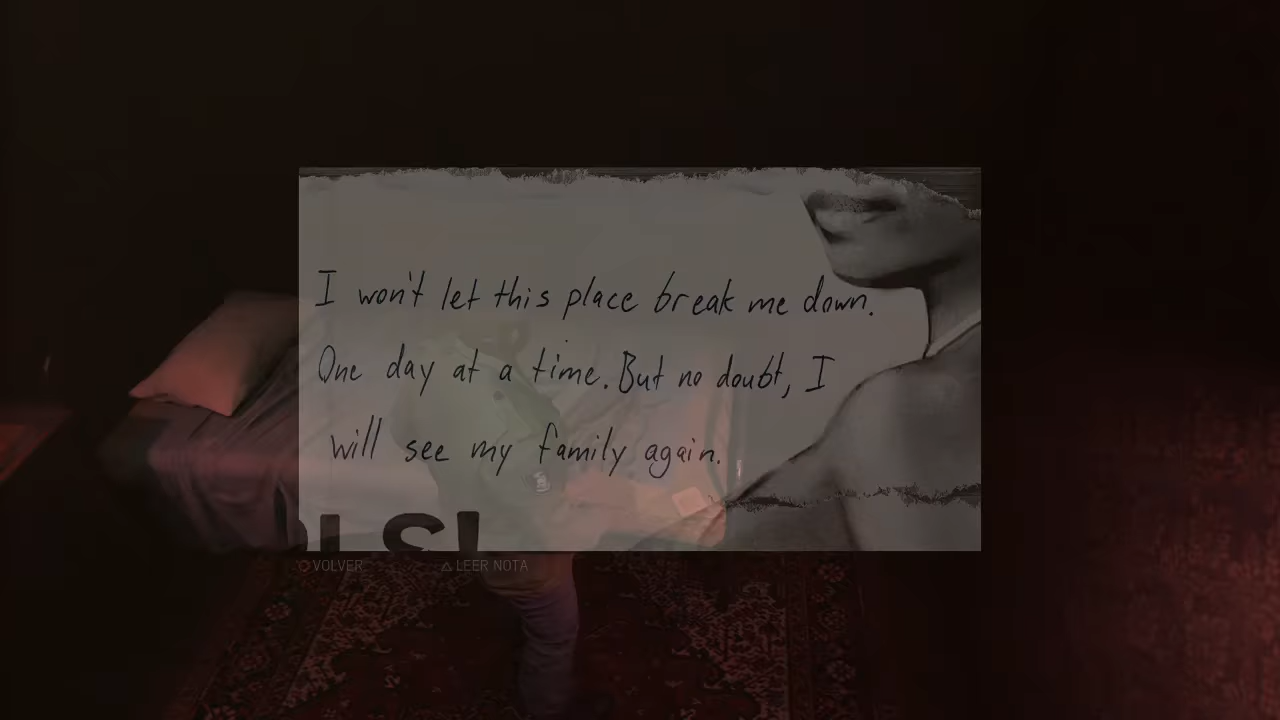 I won't let this place break me down.
One day at a time. But no doubt, I
will see my family again.
VOLVER
LEER NOTA